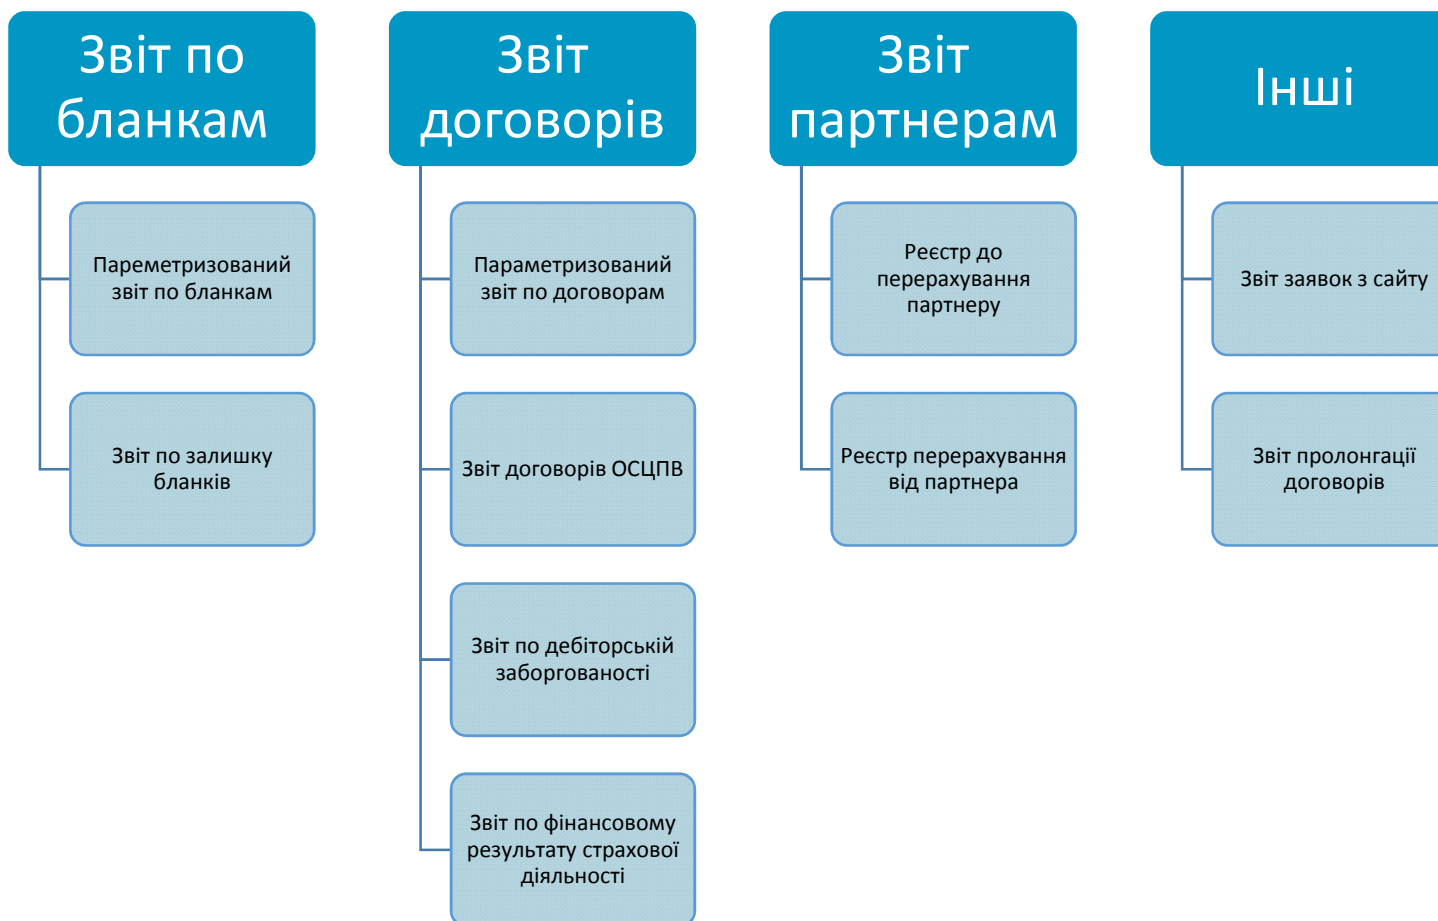 Звіт по
бланкам
Пареметризований
звіт по бланкам
Звіт по залишку
бланків
Звіт
договорів
Параметризований
звіт по договорам
Звіт договорів ОСЦПВ
Звіт по дебіторській
заборгованості
Звіт по фінансовому
результату страхової
діяльності
Звіт
партнерам
Реєстр до
перерахування
партнеру
Реєстр перерахування
від партнера
Інші
Звіт заявок з сайту
Звіт пролонгації
договорів